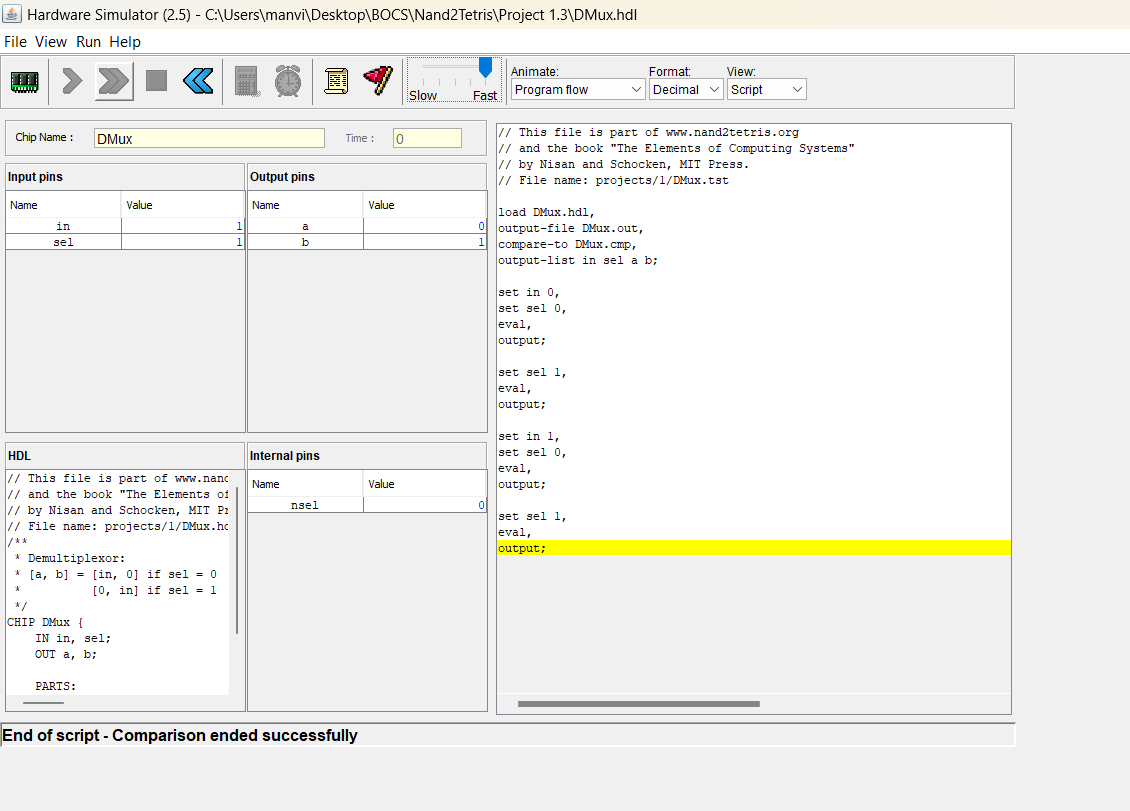 Hardware Simulator (2.5) - C:\Users\manvi\Desktop\BOCS\Nand2Tetris\Project 1.3\DMux.hdl
File View Run Help
Slow Fast
Animate:
Program flow
Format:
Decimal
View:
Script
Chip Name : DMux Time : 0
Input pins
Name Value
in 1
sel 1
Output pins
Name Value
a 0
b 1
HDL
// This file is part of www.nand
// and the book "The Elements of
// by Nisan and Schocken, MIT Pr
// File name: projects/1/DMux.hd
/**
* Demultiplexor:
* [a, b] = [in, 0] if sel = 0
* [0, in] if sel = 1
*/
CHIP DMux {
IN in, sel;
OUT a, b;
PARTS:
Internal pins
Name Value
nsel 0
// This file is part of www.nand2tetris.org
// and the book "The Elements of Computing Systems"
// by Nisan and Schocken, MIT Press.
// File name: projects/1/DMux.tst
load DMux.hdl,
output-file DMux.out,
compare-to DMux.cmp,
output-list in sel a b;
set in 0,
set sel 0,
eval,
output;
set sel 1,
eval,
output;
set in 1,
set sel 0,
eval,
output;
set sel 1,
eval,
output;
End of script - Comparison ended successfully